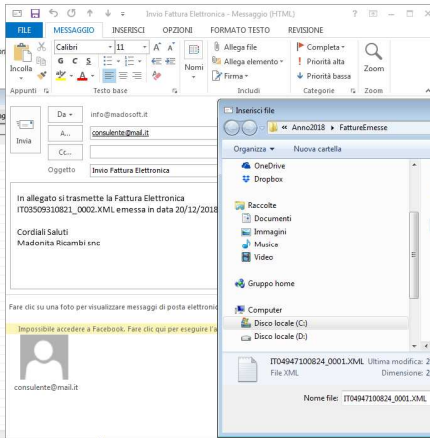 Invio Fattura Elettronica - Messaggio (HTML)
FILE MESSAGGIO INSERISCI OPZIONI FORMATO TESTO REVISIONE
Incolla
Calibri 11
G C S
Nomi
Allega file
Allega elemento
Firma
Completa
Priorità alta
Priorità bassa
Zoom
Appunti Testo base Includi Categorie Zoom
Invia
Da info@madosoft.it
A... consulente@mail.it
Cc...
Oggetto Invio Fattura Elettronica
In allegato si trasmette la Fattura Elettronica
IT03509310821_0002.XML emessa in data 20/12/2018
Cordiali Saluti
Madonita Ricambi snc
Fare clic su una foto per visualizzare messaggi di posta elettronic
Impossibile accedere a Facebook. Fare clic qui per eseguire l'a
consulente@mail.it
Inserisci file
« Anno2018 FattureEmesse
Organizza Nuova cartella
OneDrive
Dropbox
Raccolte
Documenti
Immagini
Musica
Video
Gruppo home
Computer
Disco locale (C:)
Disco locale (D:)
IT04947100824_0001.XML Ultima modifica: 2
File XML Dimensione: 2
Nome file: IT04947100824_0001.XML